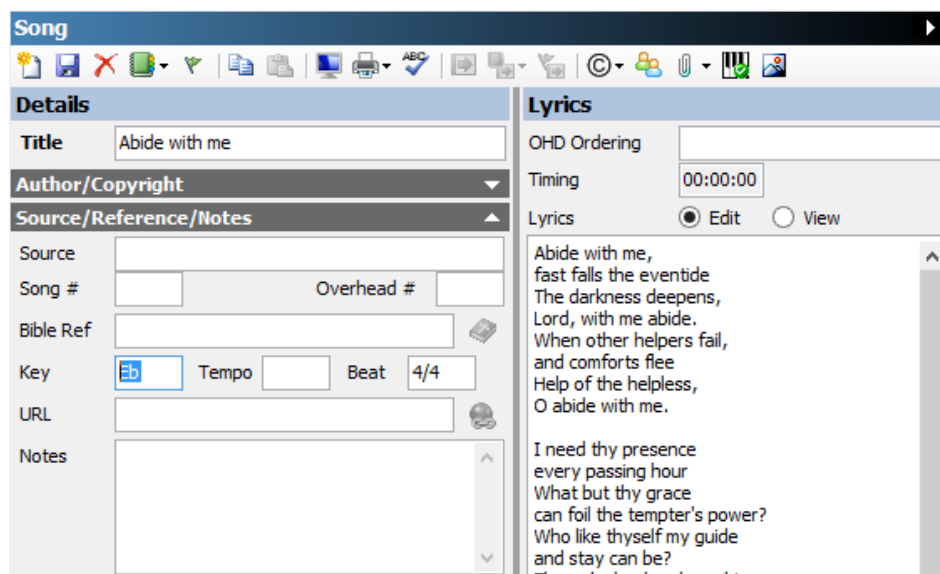 Song
ABC
©
Details
Title Abide with me
Author/Copyright
Source/Reference/Notes
Source
Song # Overhead #
Bible Ref
Key Eb Tempo Beat 4/4
URL
Notes
Lyrics
OHD Ordering
Timing 00:00:00
Lyrics Edit View
Abide with me,
fast falls the eventide
The darkness deepens,
Lord, with me abide.
When other helpers fail,
and comforts flee
Help of the helpless,
O abide with me.
I need thy presence
every passing hour
What but thy grace
can foil the tempter's power?
Who like thyself my guide
and stay can be?